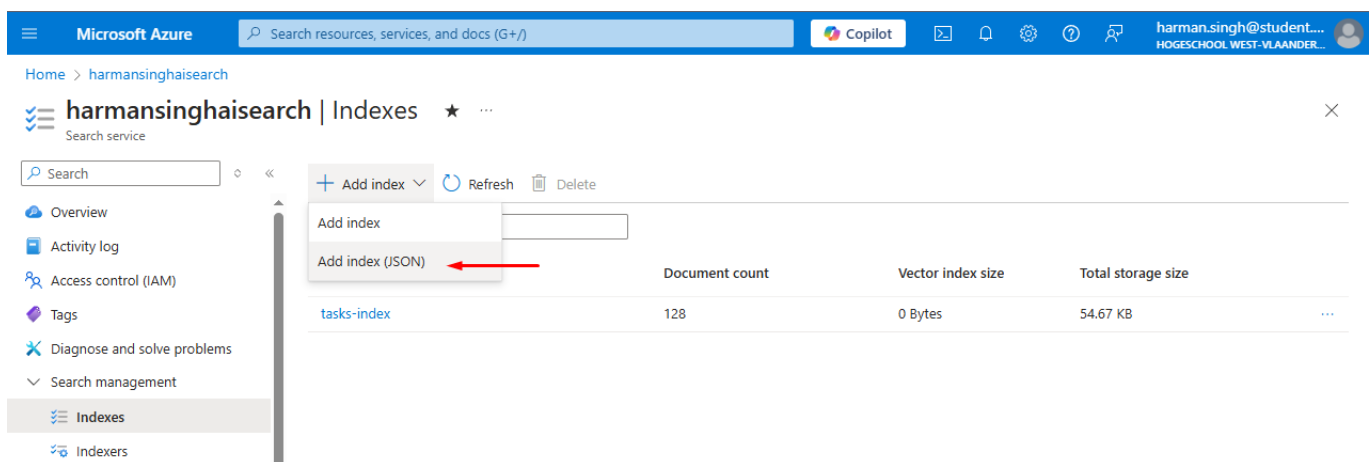 Microsoft Azure
Search resources, services, and docs (G+/)
Copilot
harman.singh@student....
HOGESCHOOL WEST-VLAANDER...
Home > harmansinghaisearch
harmansinghaisearch | Indexes
Search service
Search
Add index
Refresh
Delete
Overview
Activity log
Access control (IAM)
Tags
Diagnose and solve problems
Search management
Indexes
Indexers
Add index
Add index (JSON)
Document count
Vector index size
Total storage size
tasks-index
128
0 Bytes
54.67 KB